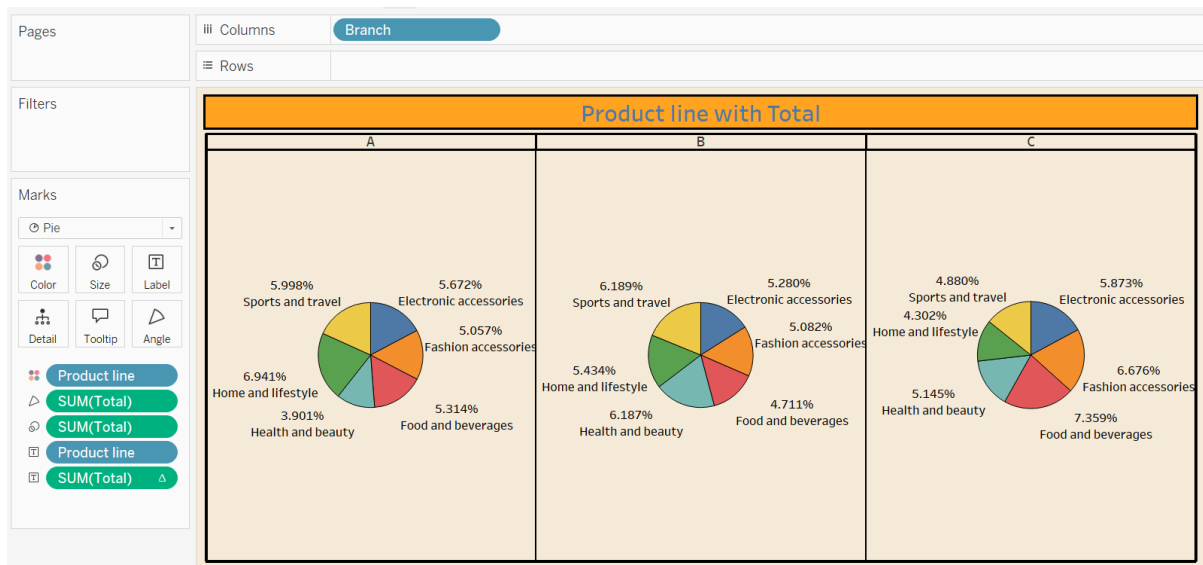 Pages
Columns
Branch
Rows
Filters
Marks
Pie
Color
Size
Label
Detail
Tooltip
Angle
Product line
SUM(Total)
SUM(Total)
Product line
SUM(Total)
Product line with Total
A
B
C
5.998%
Sports and travel
5.672%
Electronic accessories
5.057%
Fashion accessories
6.941%
Home and lifestyle
3.901%
Health and beauty
5.314%
Food and beverages
6.189%
Sports and travel
5.280%
Electronic accessories
5.082%
Fashion accessories
5.434%
Home and lifestyle
6.187%
Health and beauty
4.711%
Food and beverages
4.880%
Sports and travel
5.873%
Electronic accessories
4.302%
Home and lifestyle
6.676%
Fashion accessories
5.145%
Health and beauty
7.359%
Food and beverages